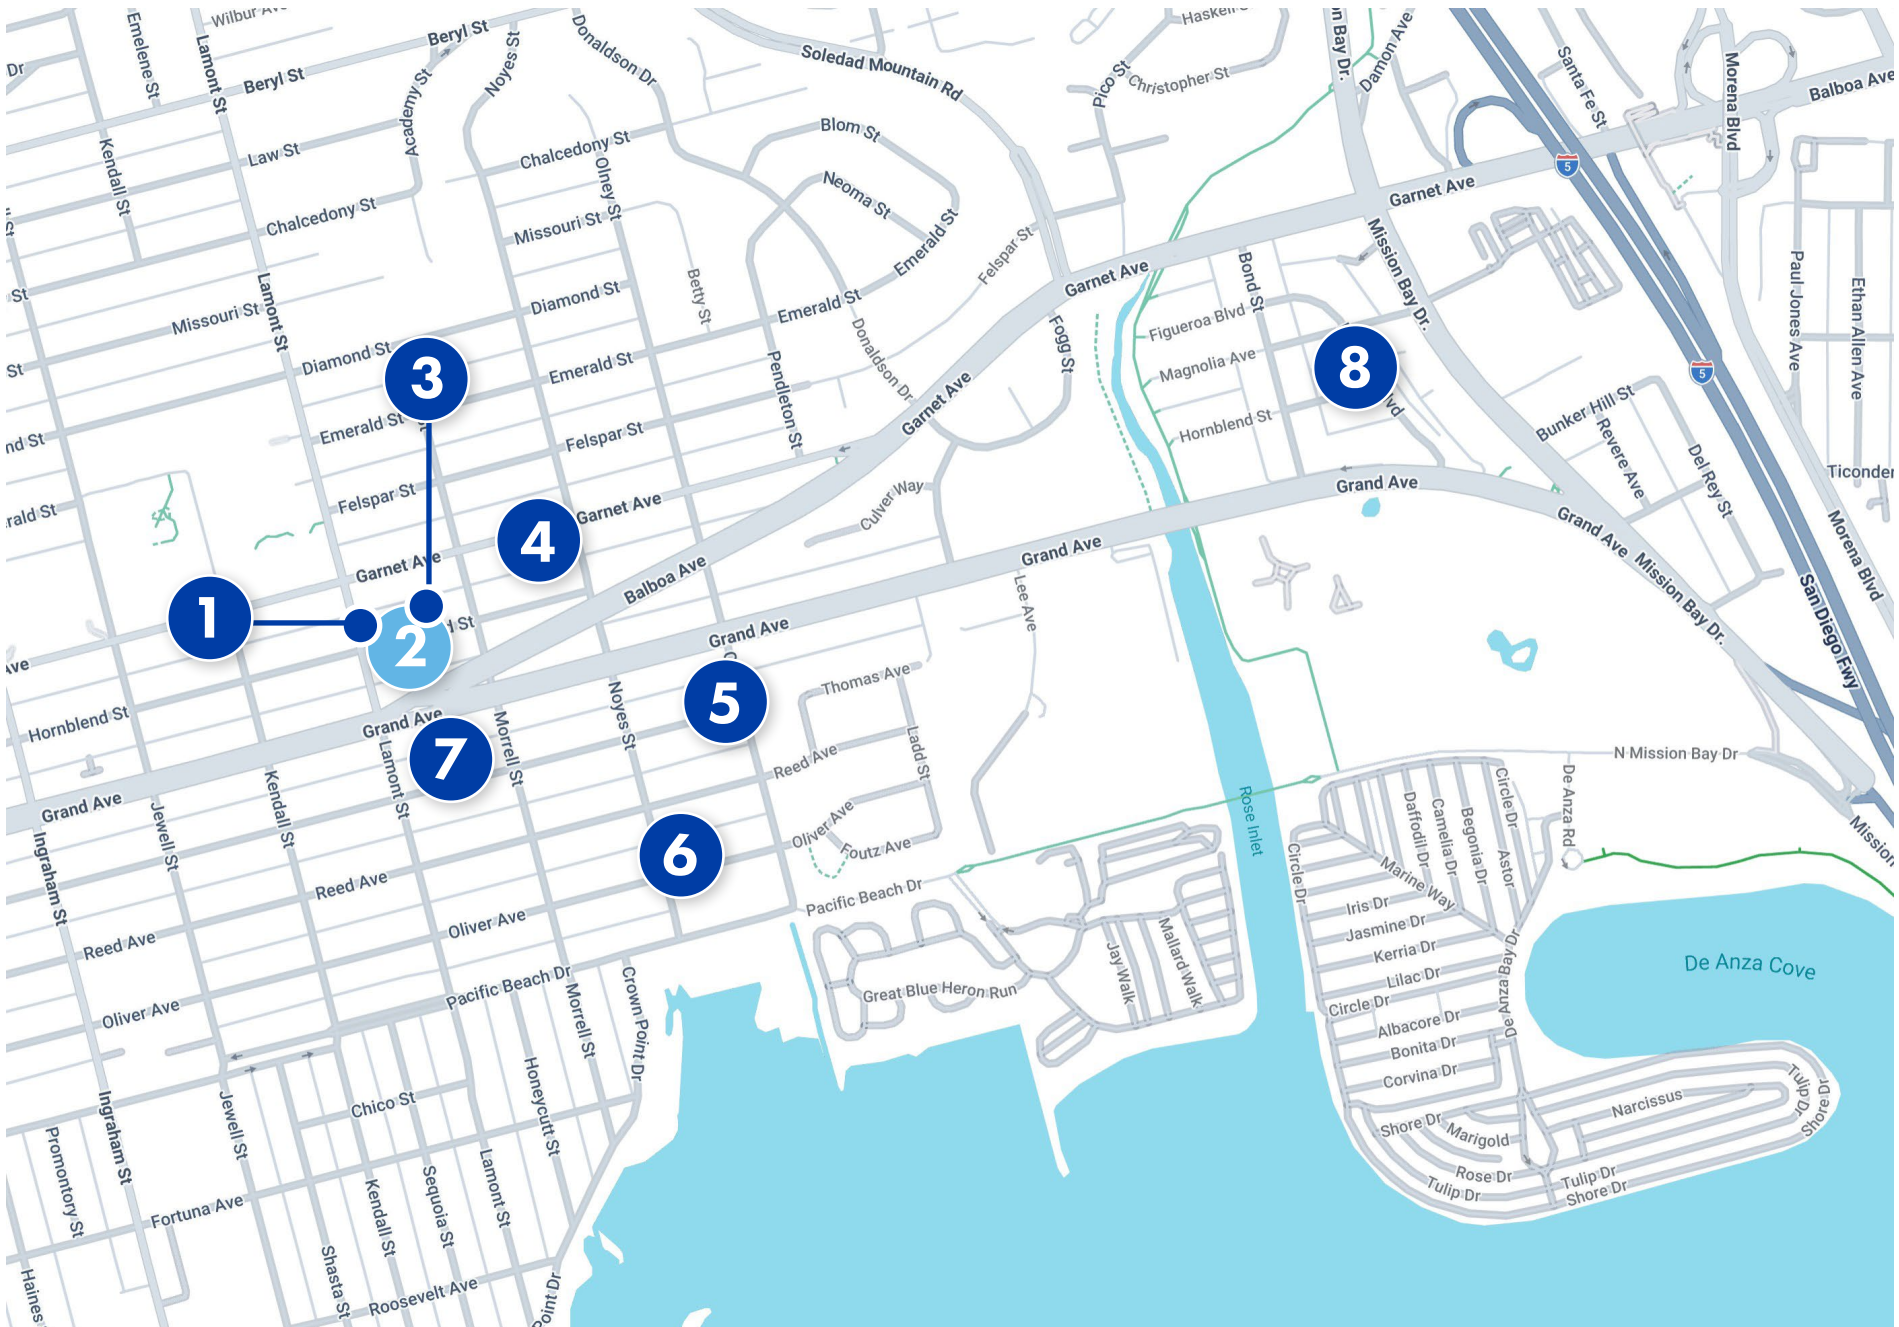 Wilbur Ave
Emelene St
Lamont St
Beryl St
Beryl St
Noyes St
Donaldson Dr
Soledad Mountain Rd
Haskell
Pico St
Christopher St
Damon Ave
Santa Fe St
Morena Blvd
Balboa Ave
Dr
Academy St
Law St
Kendall St
Chalcedony St
Olney St
Blom St
Neoma St
Emerald St
Missouri St
Chalcedony St
Felspar St
Garnet Ave
5
Garnet Ave
Mission Bay Dr.
Bond St
Paul Jones Ave
Ethan Allen Ave
St
Lamont St
Missouri St
Diamond St
Betty St
Emerald St
Donaldson Dr
Fogg St
Figueroa Blvd
Magnolia Ave
8
5
Diamond St
3
Emerald St
Pendleton St
Garnet Ave
Hornblend St
Blvd
Bunker Hill St
Revere Ave
Del Rey St
Emerald St
Felspar St
nd St
Felspar St
Garnet Ave
4
Culver Way
Grand Ave
Grand Ave
Ticonder
Morena Blvd
rald St
Garnet Ave
Balboa Ave
Grand Ave
Lee Ave
Grand Ave
Mission Bay Dr.
San Diego Fwy
1
2
d St
Ave
Hornblend St
Grand Ave
5
Thomas Ave
Noyes St
Morrell St
7
Lamont St
Ladd St
Reed Ave
N Mission Bay Dr
De Anza Rd
Grand Ave
Jewell St
Kendall St
Ingraham St
6
Oliver Ave
Foutz Ave
Rose Inlet
Circle Dr
Daffodil Dr
Camelia Dr
Begonia Dr
Circle Dr
Astor
Mission
Reed Ave
Reed Ave
Pacific Beach Dr
Oliver Ave
Marine Way
Iris Dr
Jasmine Dr
Kerria Dr
Lilac Dr
Circle Dr
De Anza Bay Dr
De Anza Cove
Pacific Beach Dr
Crown Point Dr
Morrell St
Great Blue Heron Run
Jay Walk
Mallard Walk
Oliver Ave
Albacore Dr
Bonita Dr
Corvina Dr
Honeycutt St
Chico St
Ingraham St
Jewell St
Promontory St
Shore Dr
Marigold
Narcissus
Tulip Dr
Shore Dr
Rose Dr
Tulip Dr
Tulip Dr
Shore Dr
Fortuna Ave
Kendall St
Sequoia St
Lamont St
Shasta St
Roosevelt Ave
Haines
Point Dr